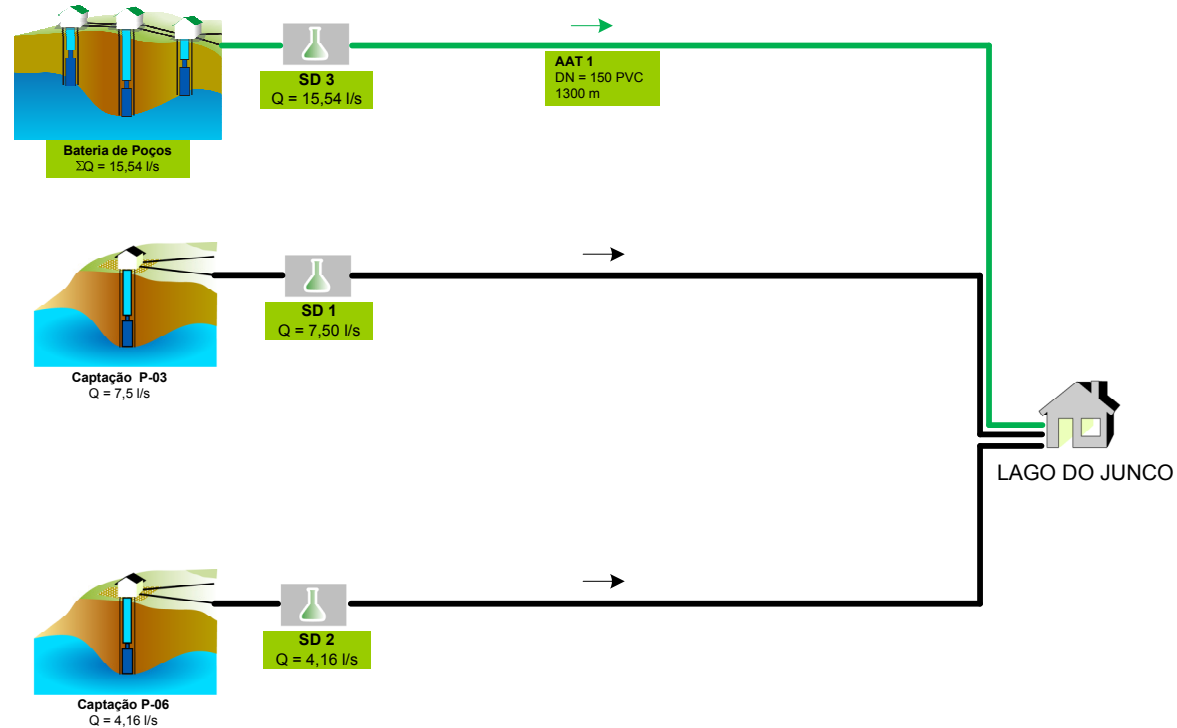 Bateria de Poços
ΣQ = 15,54 l/s
SD 3
Q = 15,54 l/s
AAT 1
DN = 150 PVC
1300 m
Captação P-03
Q = 7,5 l/s
SD 1
Q = 7,50 l/s
LAGO DO JUNCO
Captação P-06
Q = 4,16 l/s
SD 2
Q = 4,16 l/s